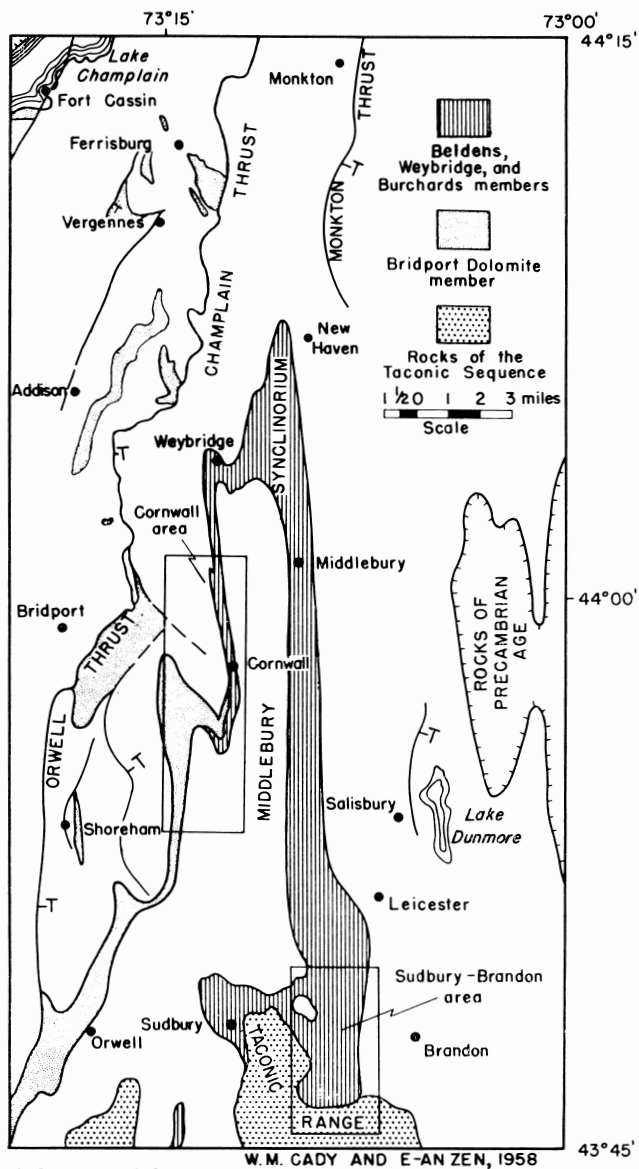 73°15'
73°00'
44°15'
Lake
Champlain
Fort Cassin
Monkton
THRUST
Ferrisburg
THRUST
T
Beldens,
Weybridge, and
Burchards members
Vergennes
MONKTON
Bridport Dolomite
member
CHAMPLAIN
New
Haven
Rocks of the
Taconic Sequence
Addison
1 1/2 0 1 2 3 miles
Scale
T
Weybridge
SYNCLINORIUM
Cornwall
area
Middlebury
44°00'
Bridport
THRUST
ROCKS OF
PRECAMBRIAN
AGE
Cornwall
ORWELL
MIDDLEBURY
T
T
Salisbury
Lake
Dunmore
Shoreham
T
Leicester
Sudbury-Brandon
area
Sudbury
TACONIC
Orwell
Brandon
RANGE
43°45'
W.M. CADY AND E-AN ZEN, 1958